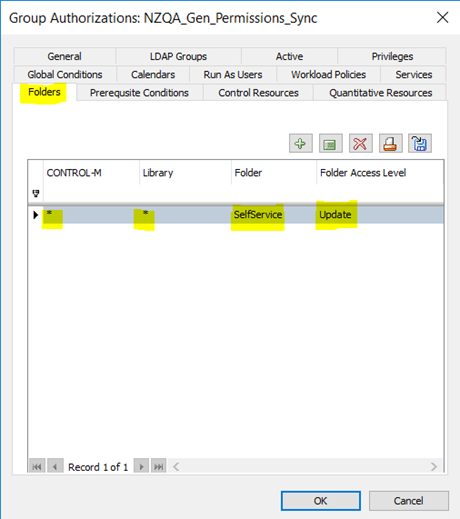 Group Authorizations: NZQA_Gen_Permissions_Sync
General LDAP Groups Active Privileges
Global Conditions Calendars Run As Users Workload Policies Services
Folders Prerequsite Conditions Control Resources Quantitative Resources
CONTROL-M Library Folder Folder Access Level
* * SelfService Update
Record 1 of 1
OK Cancel